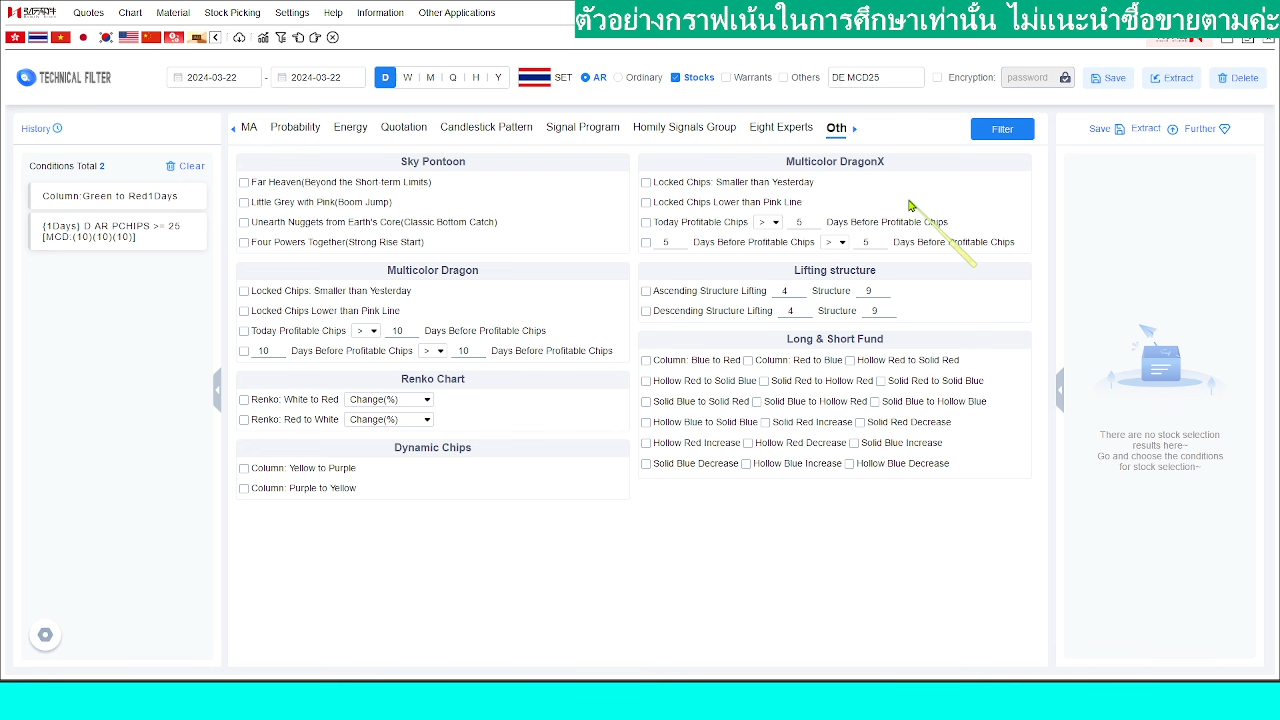 Quotes Chart Material Stock Picking Settings Help Information Other Applications
ตัวอย่างกราฟเน้นในการศึกษาเท่านั้น ไม่แนะนำซื้อขายตามค่ะ
TECHNICAL FILTER 2024-03-22 - 2024-03-22 D W M Q H Y SET AR Ordinary Stocks Warrants Others DE MCD25 Encryption: password Save Extract Delete
History
MA Probability Energy Quotation Candlestick Pattern Signal Program Homily Signals Group Eight Experts Oth Filter
Save Extract Further
Conditions Total 2 Clear
Column:Green to Red1Days
{1Days} D AR PCHIPS >= 25
[MCD:(10)(10)(10)]
Sky Pontoon
Far Heaven(Beyond the Short-term Limits)
Little Grey with Pink(Boom Jump)
Unearth Nuggets from Earth's Core(Classic Bottom Catch)
Four Powers Together(Strong Rise Start)
Multicolor Dragon
Locked Chips: Smaller than Yesterday
Locked Chips Lower than Pink Line
Today Profitable Chips > 10 Days Before Profitable Chips
10 Days Before Profitable Chips > 10 Days Before Profitable Chips
Renko Chart
Renko: White to Red Change(%)
Renko: Red to White Change(%)
Dynamic Chips
Column: Yellow to Purple
Column: Purple to Yellow
Multicolor DragonX
Locked Chips: Smaller than Yesterday
Locked Chips Lower than Pink Line
Today Profitable Chips > 5 Days Before Profitable Chips
5 Days Before Profitable Chips > 5 Days Before Profitable Chips
Lifting structure
Ascending Structure Lifting 4 Structure 9
Descending Structure Lifting 4 Structure 9
Long & Short Fund
Column: Blue to Red Column: Red to Blue Hollow Red to Solid Red
Hollow Red to Solid Blue Solid Red to Hollow Red Solid Red to Solid Blue
Solid Blue to Solid Red Solid Blue to Hollow Red Solid Blue to Hollow Blue
Hollow Blue to Solid Blue Solid Red Increase Solid Red Decrease
Hollow Red Increase Hollow Red Decrease Solid Blue Increase
Solid Blue Decrease Hollow Blue Increase Hollow Blue Decrease
There are no stock selection
results here~
Go and choose the conditions
for stock selection~